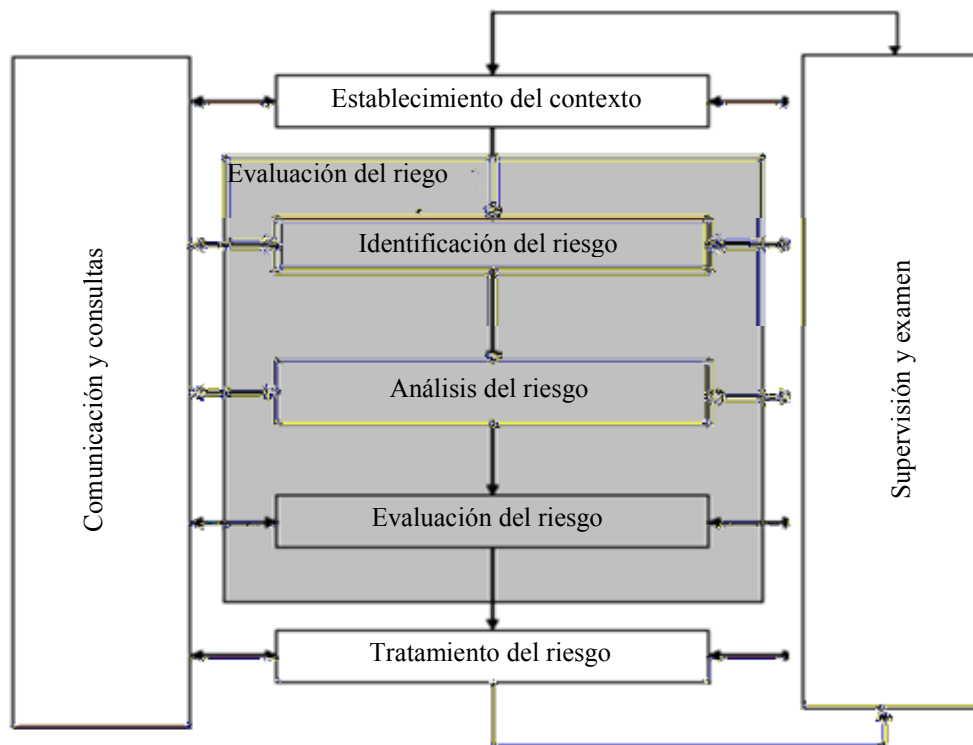 Establecimiento del contexto
Evaluación del riego
Identificación del riesgo
Análisis del riesgo
Evaluación del riesgo
Tratamiento del riesgo
Comunicación y consultas
Supervisión y examen